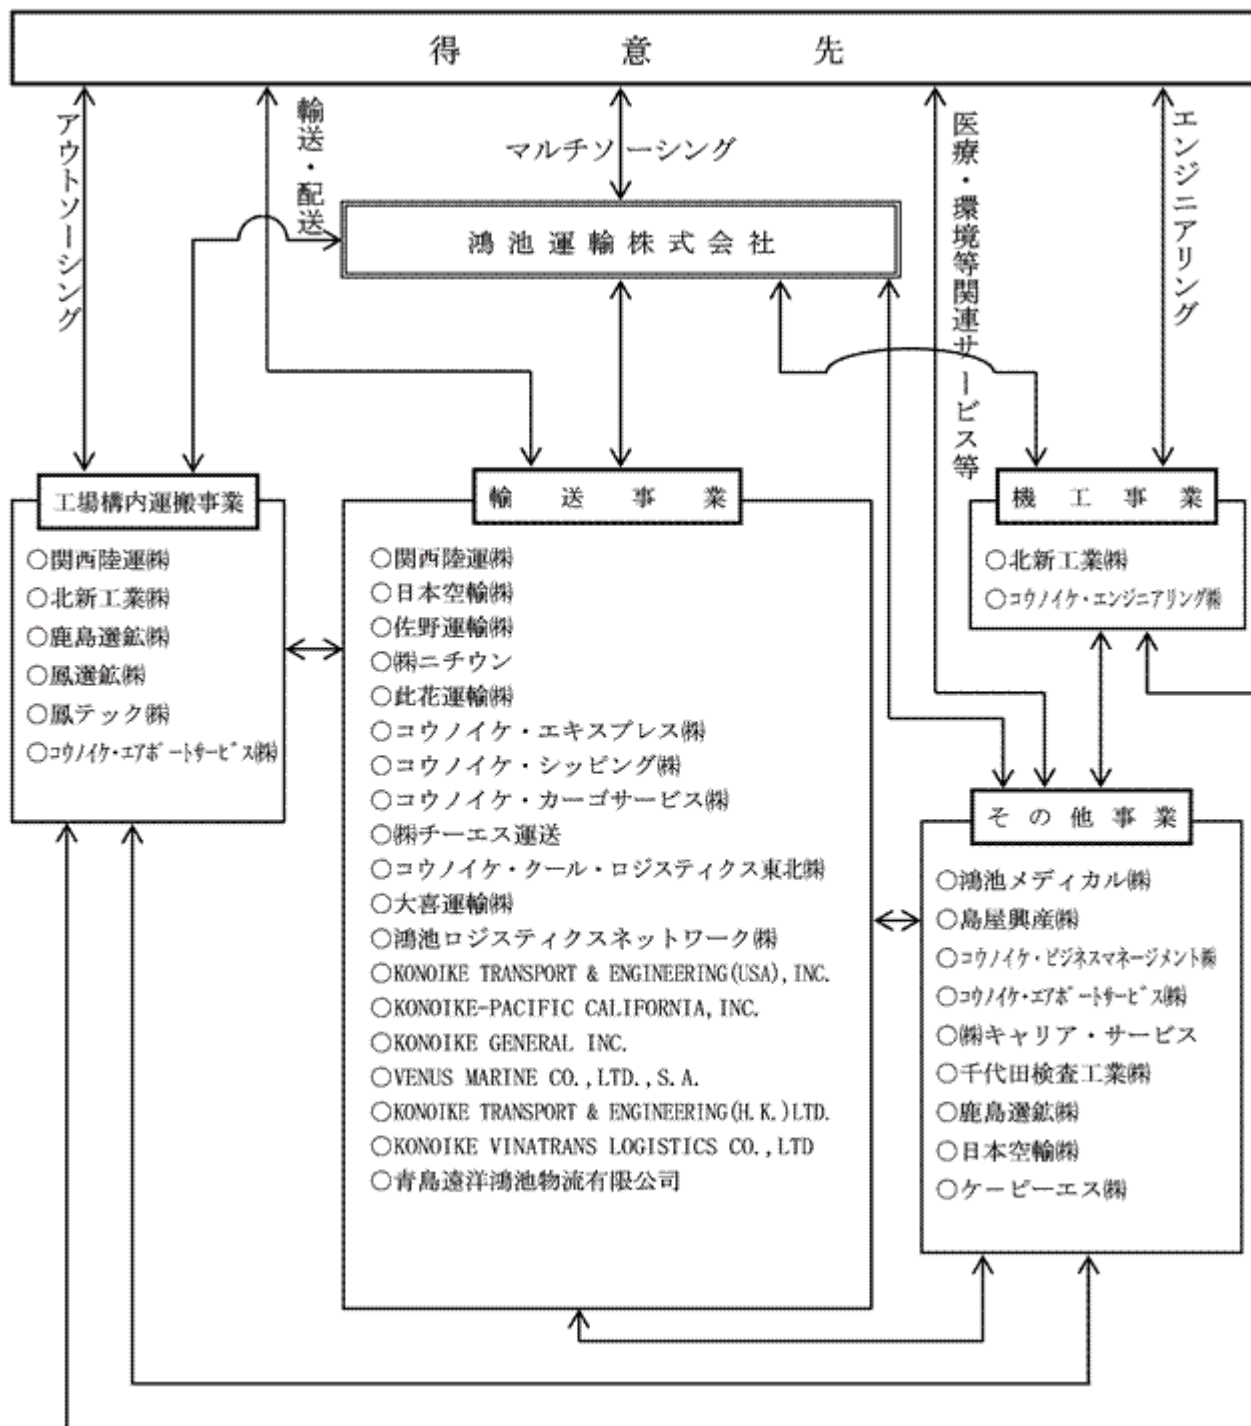 得意先
アウトソーシング
輸送・配送
マルチソーシング
医療・環境等関連サービス等
エンジニアリング
鴻池運輸株式会社
工場構内運搬事業
○関西陸運㈱
○北新工業㈱
○鹿島選鉱㈱
○鳳選鉱㈱
○鳳テック㈱
○コウノイケ・エアポートサービス㈱
輸送事業
○関西陸運㈱
○日本空輸㈱
○佐野運輸㈱
○㈱ニチウン
○此花運輸㈱
○コウノイケ・エキスプレス㈱
○コウノイケ・シッピング㈱
○コウノイケ・カーゴサービス㈱
○㈱チーエス運送
○コウノイケ・クール・ロジスティクス東北㈱
○大喜運輸㈱
○鴻池ロジスティクスネットワーク㈱
○KONOIKE TRANSPORT & ENGINEERING(USA), INC.
○KONOIKE-PACIFIC CALIFORNIA, INC.
○KONOIKE GENERAL INC.
○VENUS MARINE CO.,LTD.,S.A.
○KONOIKE TRANSPORT & ENGINEERING(H.K.)LTD.
○KONOIKE VINATRANS LOGISTICS CO.,LTD
○青島遠洋鴻池物流有限公司
機工事業
○北新工業㈱
○コウノイケ・エンジニアリング㈱
その他事業
○鴻池メディカル㈱
○島屋興産㈱
○コウノイケ・ビジネスマネージメント㈱
○コウノイケ・エアポートサービス㈱
○㈱キャリア・サービス
○千代田検査工業㈱
○鹿島選鉱㈱
○日本空輸㈱
○ケーピーエス㈱